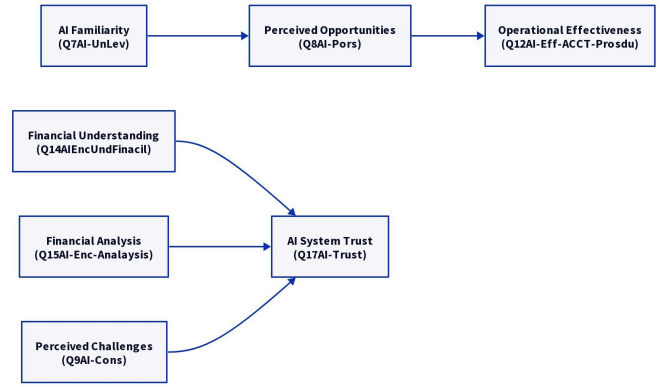 AI Familiarity
(Q7AI-UnLev)
Perceived Opportunities
(Q8AI-Pors)
Operational Effectiveness
(Q12AI-Eff-ACCT-Prosdu)
Financial Understanding
(Q14AIEncUndFinacil)
Financial Analysis
(Q15AI-Enc-Analaysis)
AI System Trust
(Q17AI-Trust)
Perceived Challenges
(Q9AI-Cons)